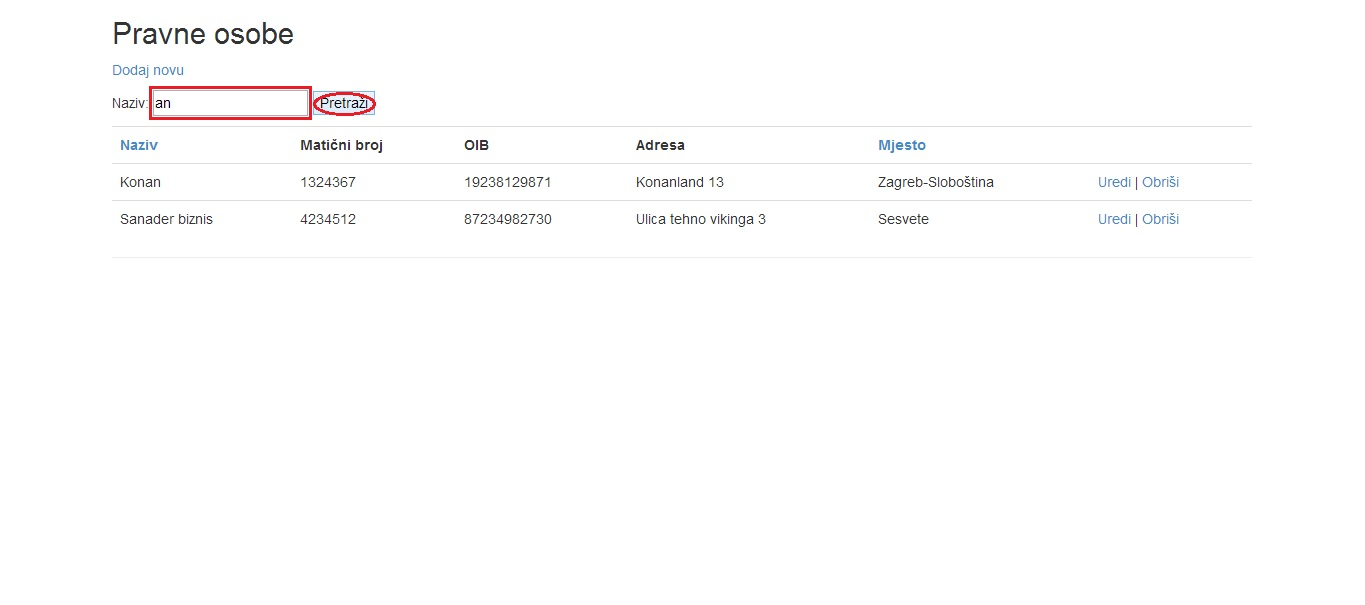 Pravne osobe
Dodaj novu
Naziv: an Pretraži
Naziv Matični broj OIB Adresa Mjesto
Konan 1324367 19238129871 Konanland 13 Zagreb-Sloboština Uredi | Obriši
Sanader biznis 4234512 87234982730 Ulica tehno vikinga 3 Sesvete Uredi | Obriši